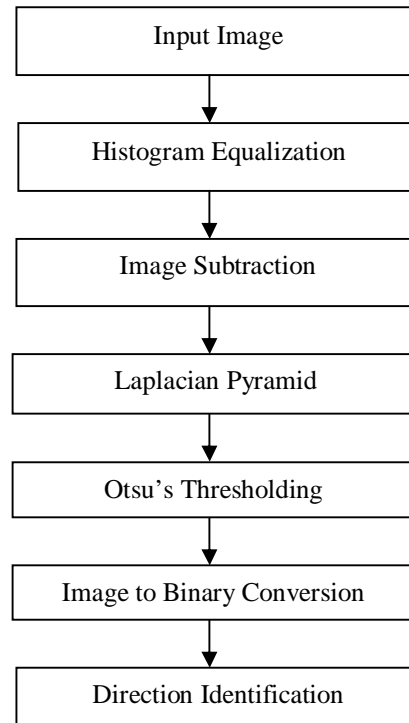 Input Image
Histogram Equalization
Image Subtraction
Laplacian Pyramid
Otsu’s Thresholding
Image to Binary Conversion
Direction Identification